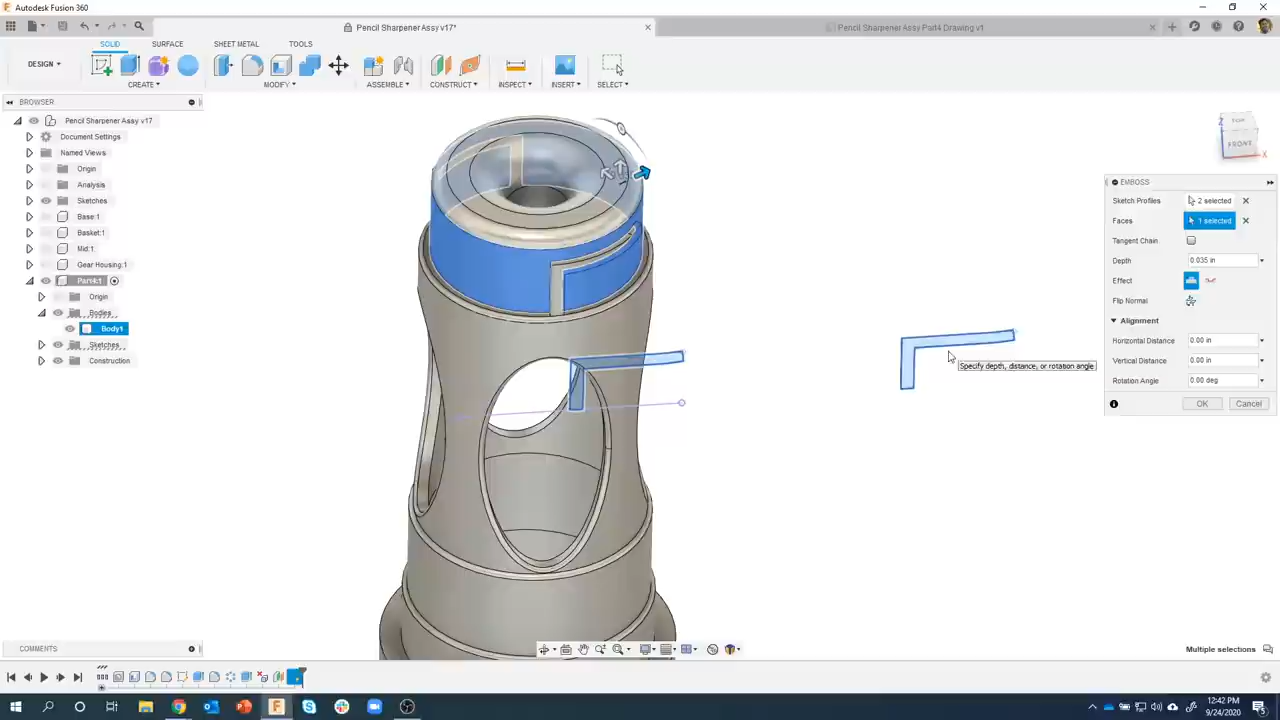 Autodesk Fusion 360
Pencil Sharpener Assy v17*
Pencil Sharpener Assy Part4 Drawing v1
SOLID
SURFACE
SHEET METAL
TOOLS
DESIGN
CREATE
MODIFY
ASSEMBLE
CONSTRUCT
INSPECT
INSERT
SELECT
BROWSER
Pencil Sharpener Assy v17
Document Settings
Named Views
Origin
Analysis
Sketches
Base:1
Basket:1
Mid:1
Gear Housing:1
Part4:1
Origin
Bodies
Body1
Sketches
Construction
TOP
FRONT
Z
X
EMBOSS
Sketch Profiles
2 selected
Faces
1 selected
Tangent Chain
Depth
0.035 in
Effect
Flip Normal
Alignment
Horizontal Distance
0.00 in
Vertical Distance
0.00 in
Rotation Angle
0.00 deg
OK
Cancel
Specify depth, distance, or rotation angle
COMMENTS
Multiple selections
12:42 PM
9/24/2020